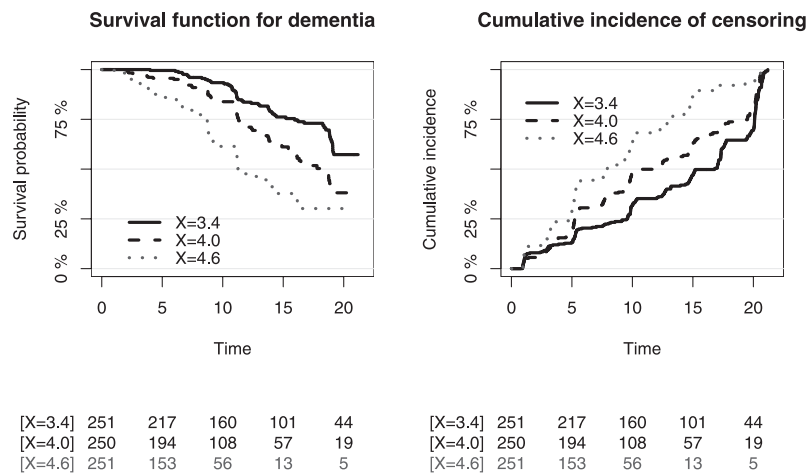 Survival function for dementia
Survival probability
75 %
25 %
0 %
X=3.4
X=4.0
X=4.6
0 5 10 15 20
Time
[X=3.4] 251 217 160 101 44
[X=4.0] 250 194 108 57 19
[X=4.6] 251 153 56 13 5
Cumulative incidence of censoring
Cumulative incidence
75 %
25 %
0 %
X=3.4
X=4.0
X=4.6
0 5 10 15 20
Time
[X=3.4] 251 217 160 101 44
[X=4.0] 250 194 108 57 19
[X=4.6] 251 153 56 13 5